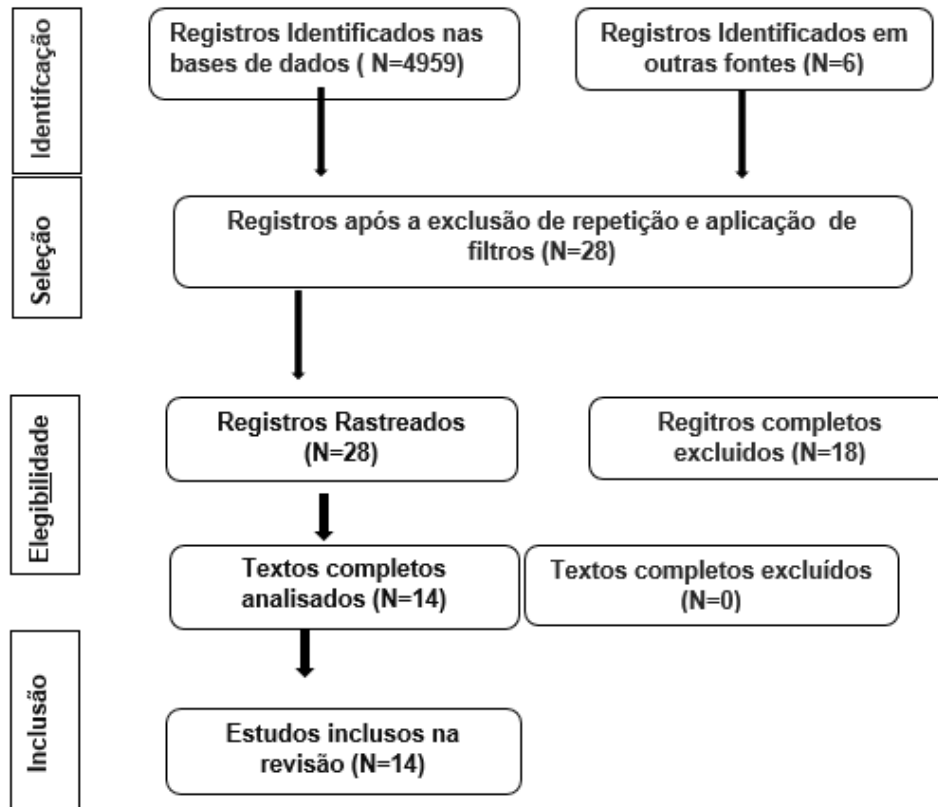 Identifcação
Registros Identificados nas
bases de dados ( N=4959)
Registros Identificados em
outras fontes (N=6)
Seleção
Registros após a exclusão de repetição e aplicação de
filtros (N=28)
Elegibilidade
Registros Rastreados
(N=28)
Regitros completos
excluidos (N=18)
Textos completos
analisados (N=14)
Textos completos excluídos
(N=0)
Inclusão
Estudos inclusos na
revisão (N=14)